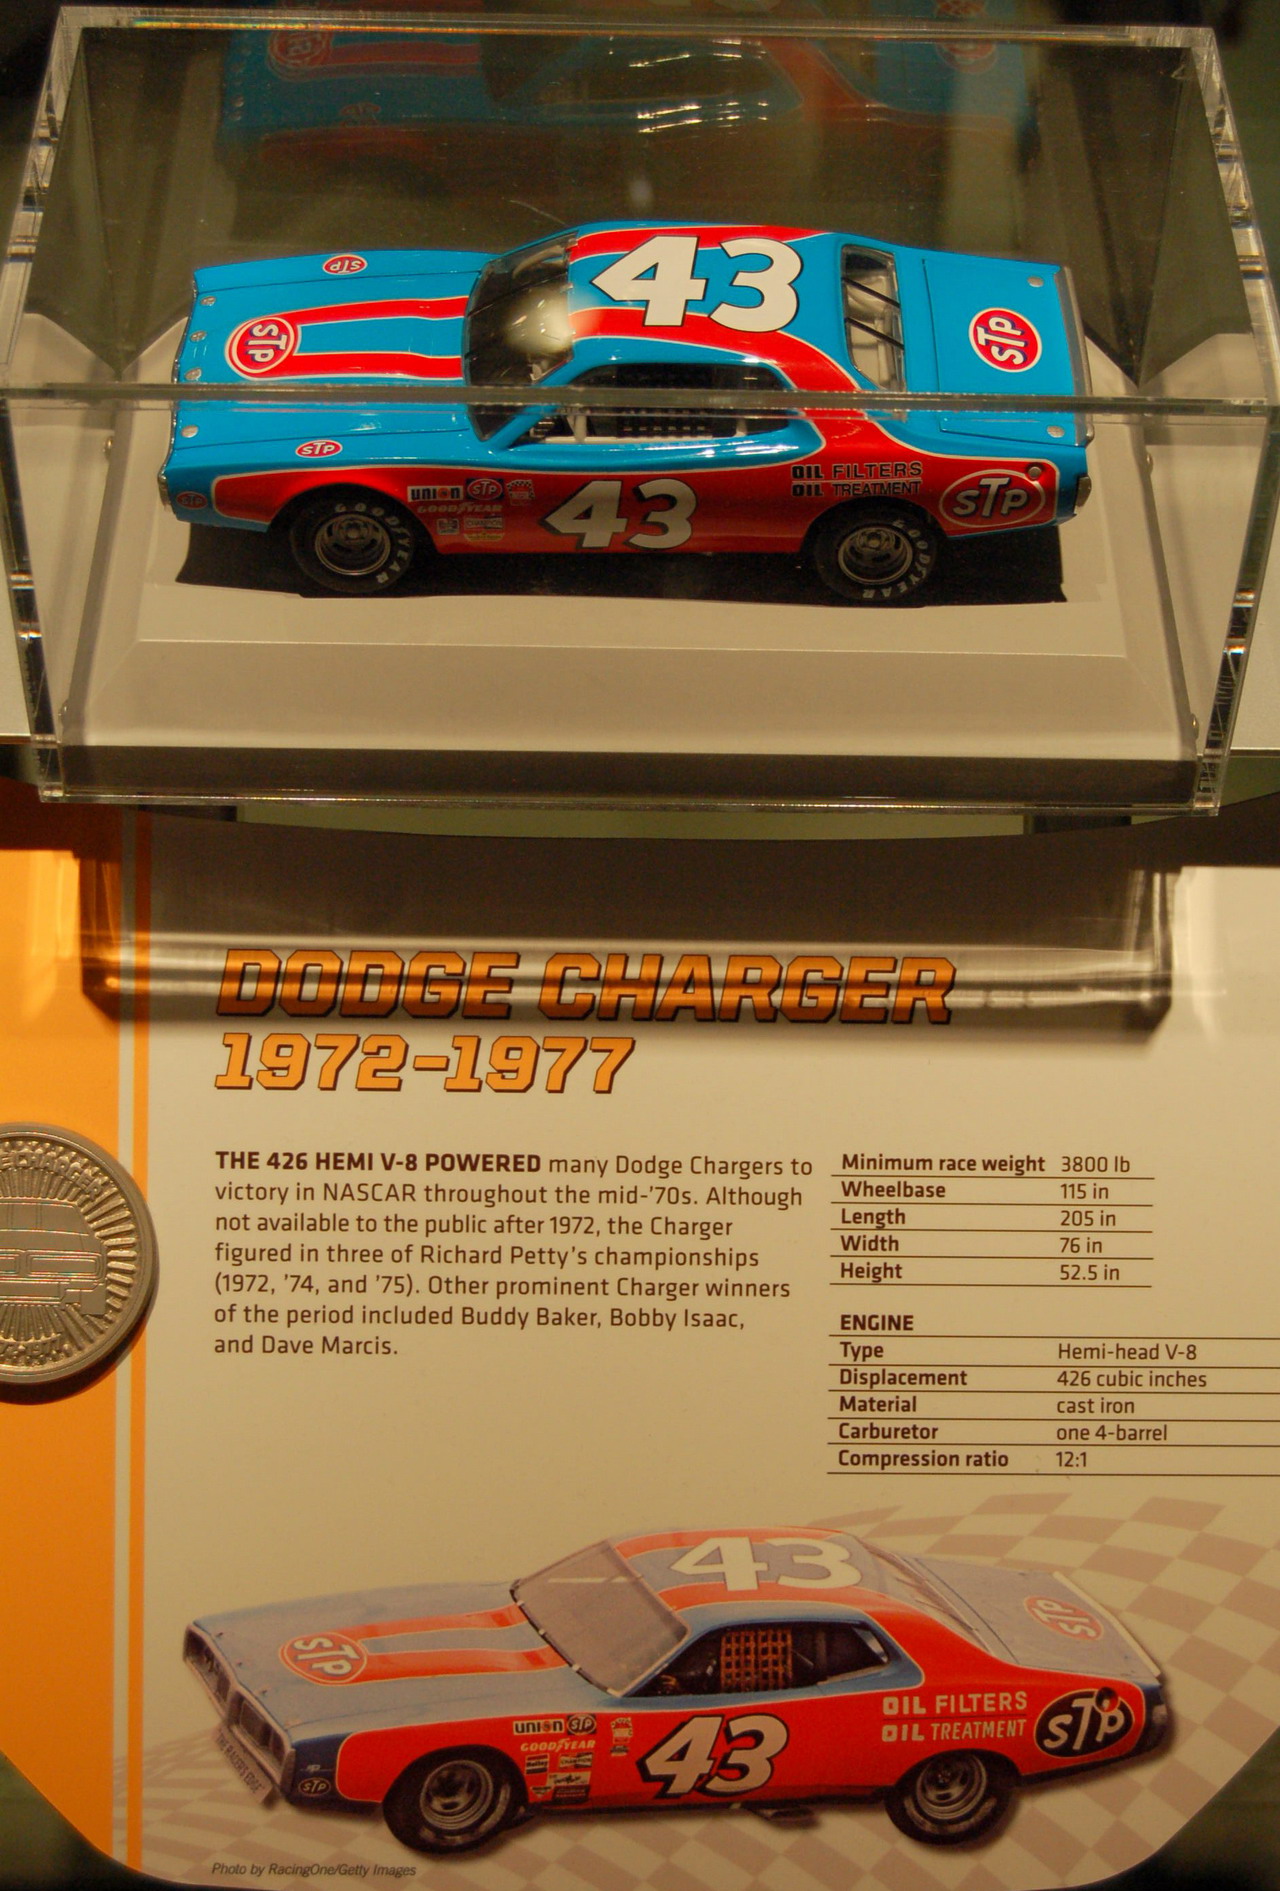 43
STP
STP
STP
STP
OIL FILTERS
OIL TREATMENT
STP
STP
union STP
GOODYEAR
43
GOODYEAR
GOODYEAR
DODGE CHARGER
1972-1977
THE 426 HEMI V-8 POWERED many Dodge Chargers to
victory in NASCAR throughout the mid-'70s. Although
not available to the public after 1972, the Charger
figured in three of Richard Petty's championships
(1972, '74, and '75). Other prominent Charger winners
of the period included Buddy Baker, Bobby Isaac,
and Dave Marcis.
Minimum race weight 3800 lb
Wheelbase 115 in
Length 205 in
Width 76 in
Height 52.5 in
ENGINE
Type Hemi-head V-8
Displacement 426 cubic inches
Material cast iron
Carburetor one 4-barrel
Compression ratio 12:1
43
STP
STP
OIL FILTERS
OIL TREATMENT
STP
union STP
GOODYEAR
43
STP
Photo by RacingOne/Getty Images